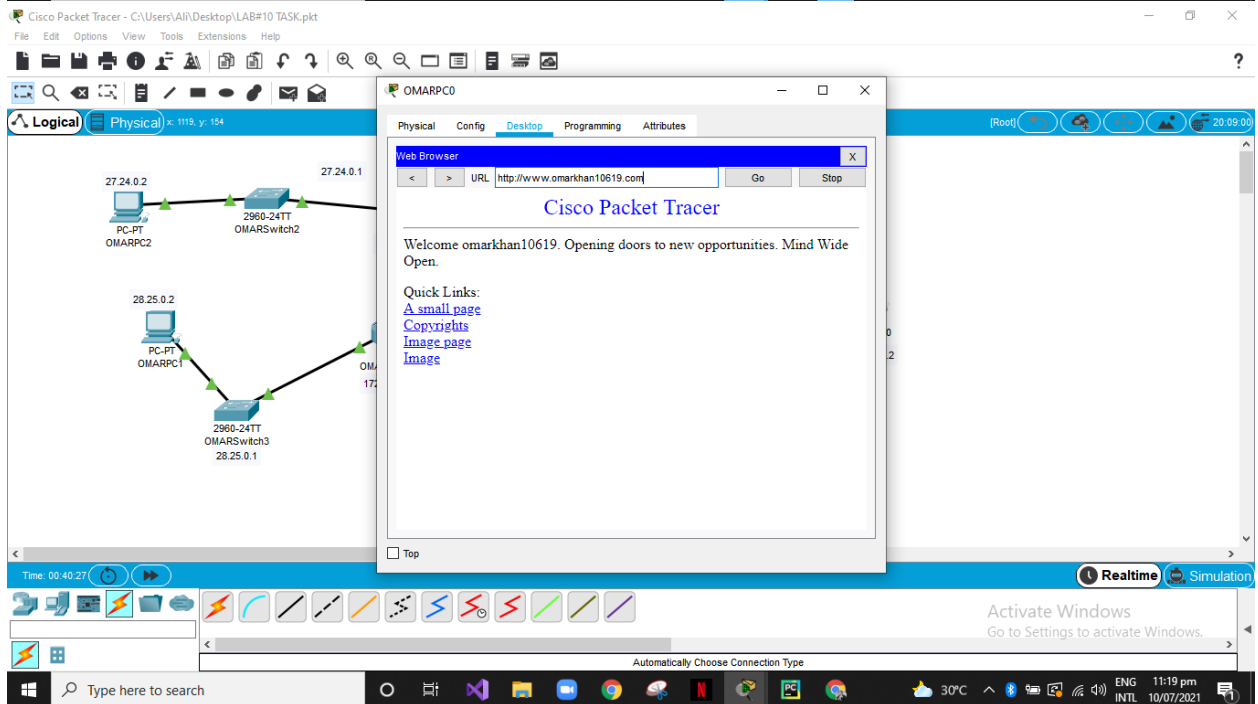 Cisco Packet Tracer - C:\Users\Ali\Desktop\LAB#10 TASK.pkt
File Edit Options View Tools Extensions Help
?
OMARPC0
Logical Physical x: 1119, y: 154
[Root] 20:09:00
Physical Config Desktop Programming Attributes
Web Browser X
< > URL http://www.omarkhan10619.com Go Stop
Cisco Packet Tracer
Welcome omarkhan10619. Opening doors to new opportunities. Mind Wide
Open.
Quick Links:
A small page
Copyrights
Image page
Image
Top
27.24.0.2
27.24.0.1
PC-PT
OMARPC2
2960-24TT
OMARSwitch2
28.25.0.2
PC-PT
OMARPC1
OMA
172
0
.2
2960-24TT
OMARSwitch3
28.25.0.1
Time: 00:40:27
Realtime Simulation
Activate Windows
Go to Settings to activate Windows.
Automatically Choose Connection Type
Type here to search
30°C ENG 11:19 pm
INTL 10/07/2021